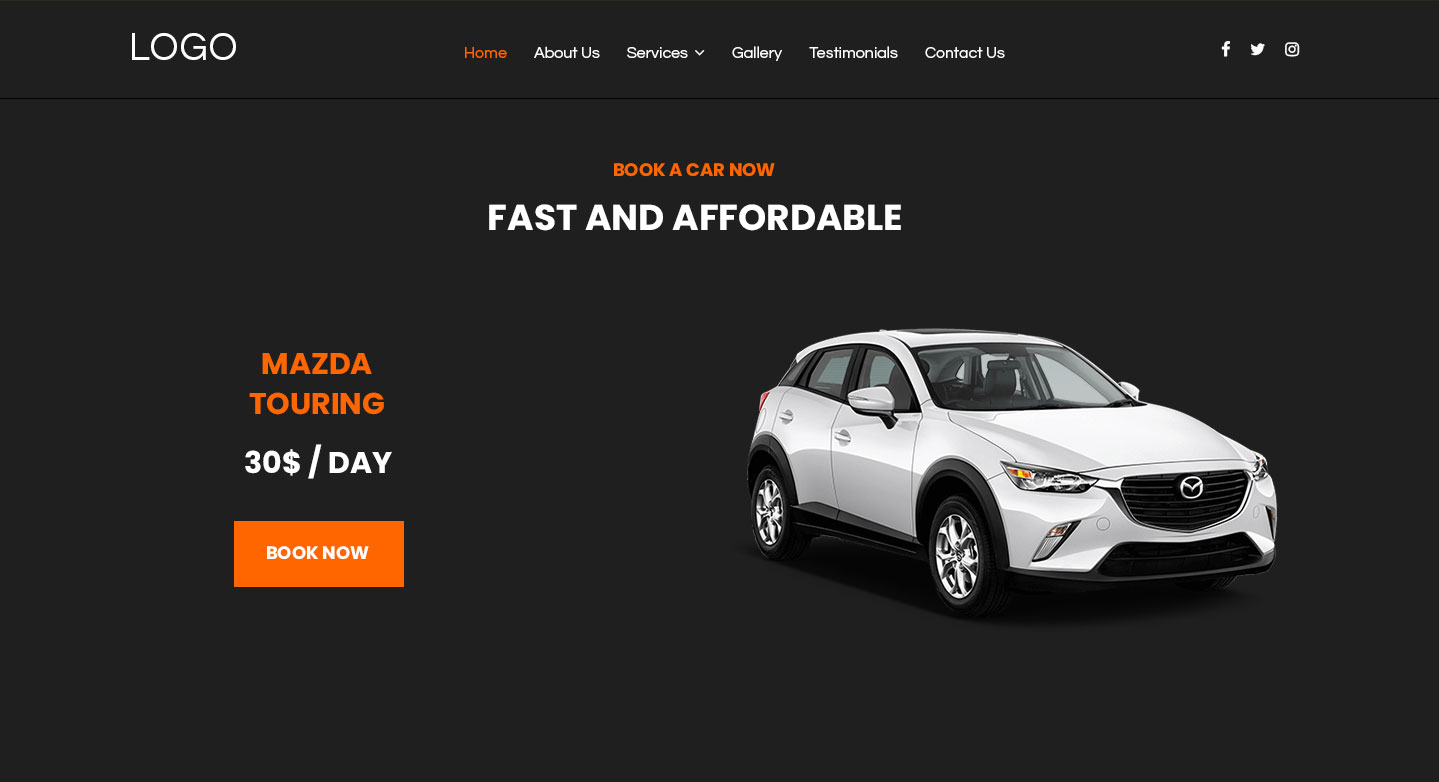 LOGO
Home About Us Services Gallery Testimonials Contact Us
BOOK A CAR NOW
FAST AND AFFORDABLE
MAZDA
TOURING
30$ / DAY
BOOK NOW